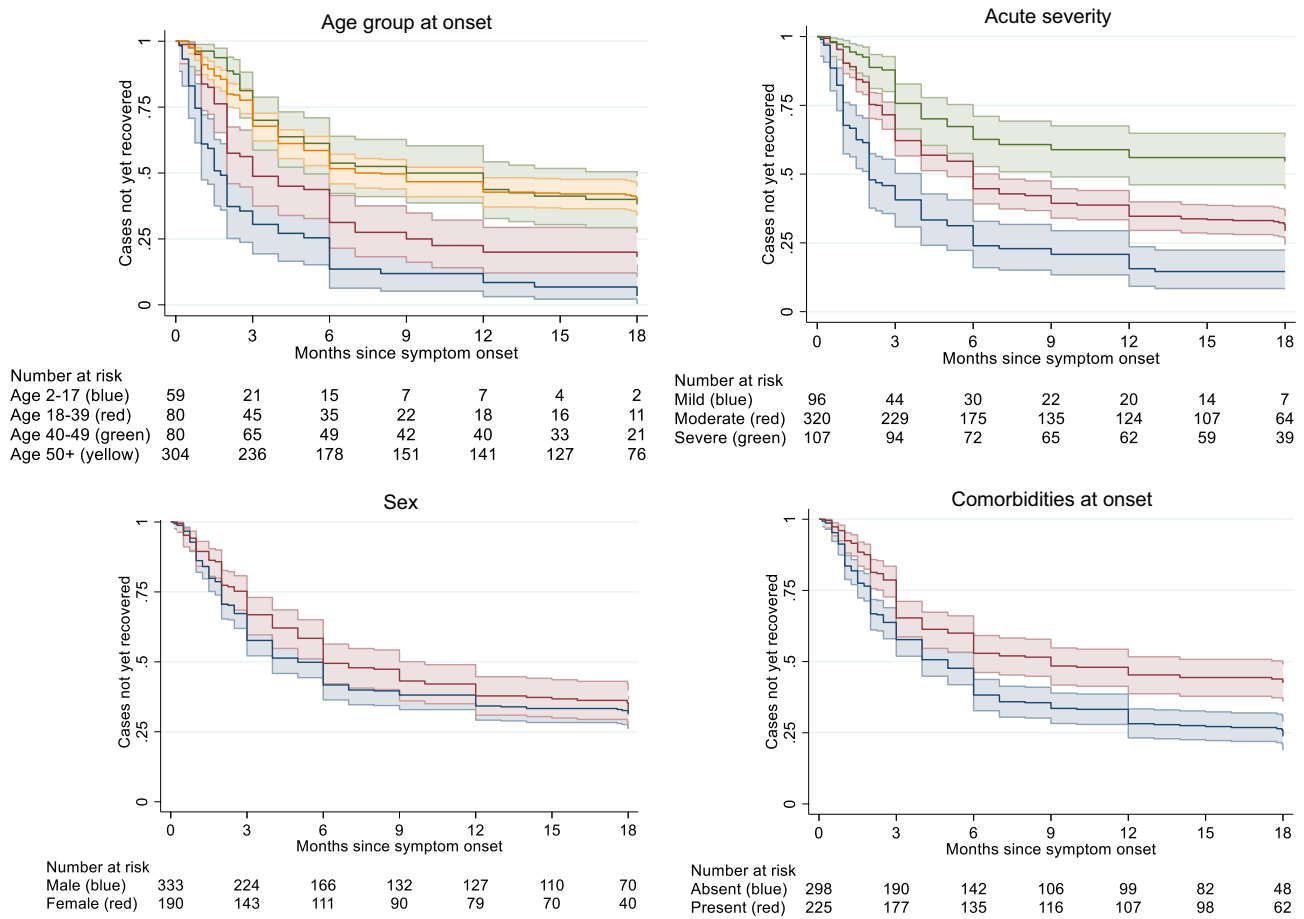 Age group at onset
Cases not yet recovered
1
.75
.5
.25
0
0 3 6 9 12 15 18
Months since symptom onset
Number at risk
Age 2-17 (blue) 59 21 15 7 7 4 2
Age 18-39 (red) 80 45 35 22 18 16 11
Age 40-49 (green) 80 65 49 42 40 33 21
Age 50+ (yellow) 304 236 178 151 141 127 76
Acute severity
Cases not yet recovered
1
.75
.5
.25
0
0 3 6 9 12 15 18
Months since symptom onset
Number at risk
Mild (blue) 96 44 30 22 20 14 7
Moderate (red) 320 229 175 135 124 107 64
Severe (green) 107 94 72 65 62 59 39
Sex
Cases not yet recovered
1
.75
.5
.25
0
0 3 6 9 12 15 18
Months since symptom onset
Number at risk
Male (blue) 333 224 166 132 127 110 70
Female (red) 190 143 111 90 79 70 40
Comorbidities at onset
Cases not yet recovered
1
.75
.5
.25
0
0 3 6 9 12 15 18
Months since symptom onset
Number at risk
Absent (blue) 298 190 142 106 99 82 48
Present (red) 225 177 135 116 107 98 62